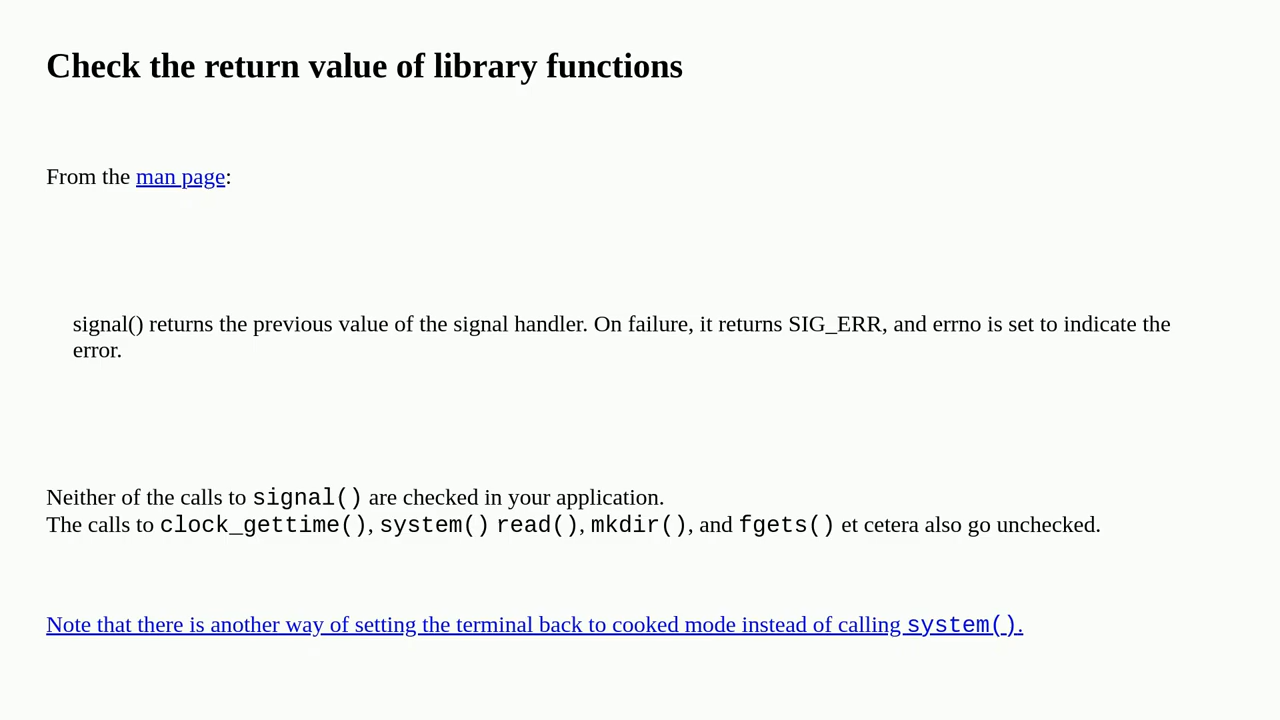 Check the return value of library functions
From the man page:
signal() returns the previous value of the signal handler. On failure, it returns SIG_ERR, and errno is set to indicate the
error.
Neither of the calls to signal() are checked in your application.
The calls to clock_gettime(), system() read(), mkdir(), and fgets() et cetera also go unchecked.
Note that there is another way of setting the terminal back to cooked mode instead of calling system().